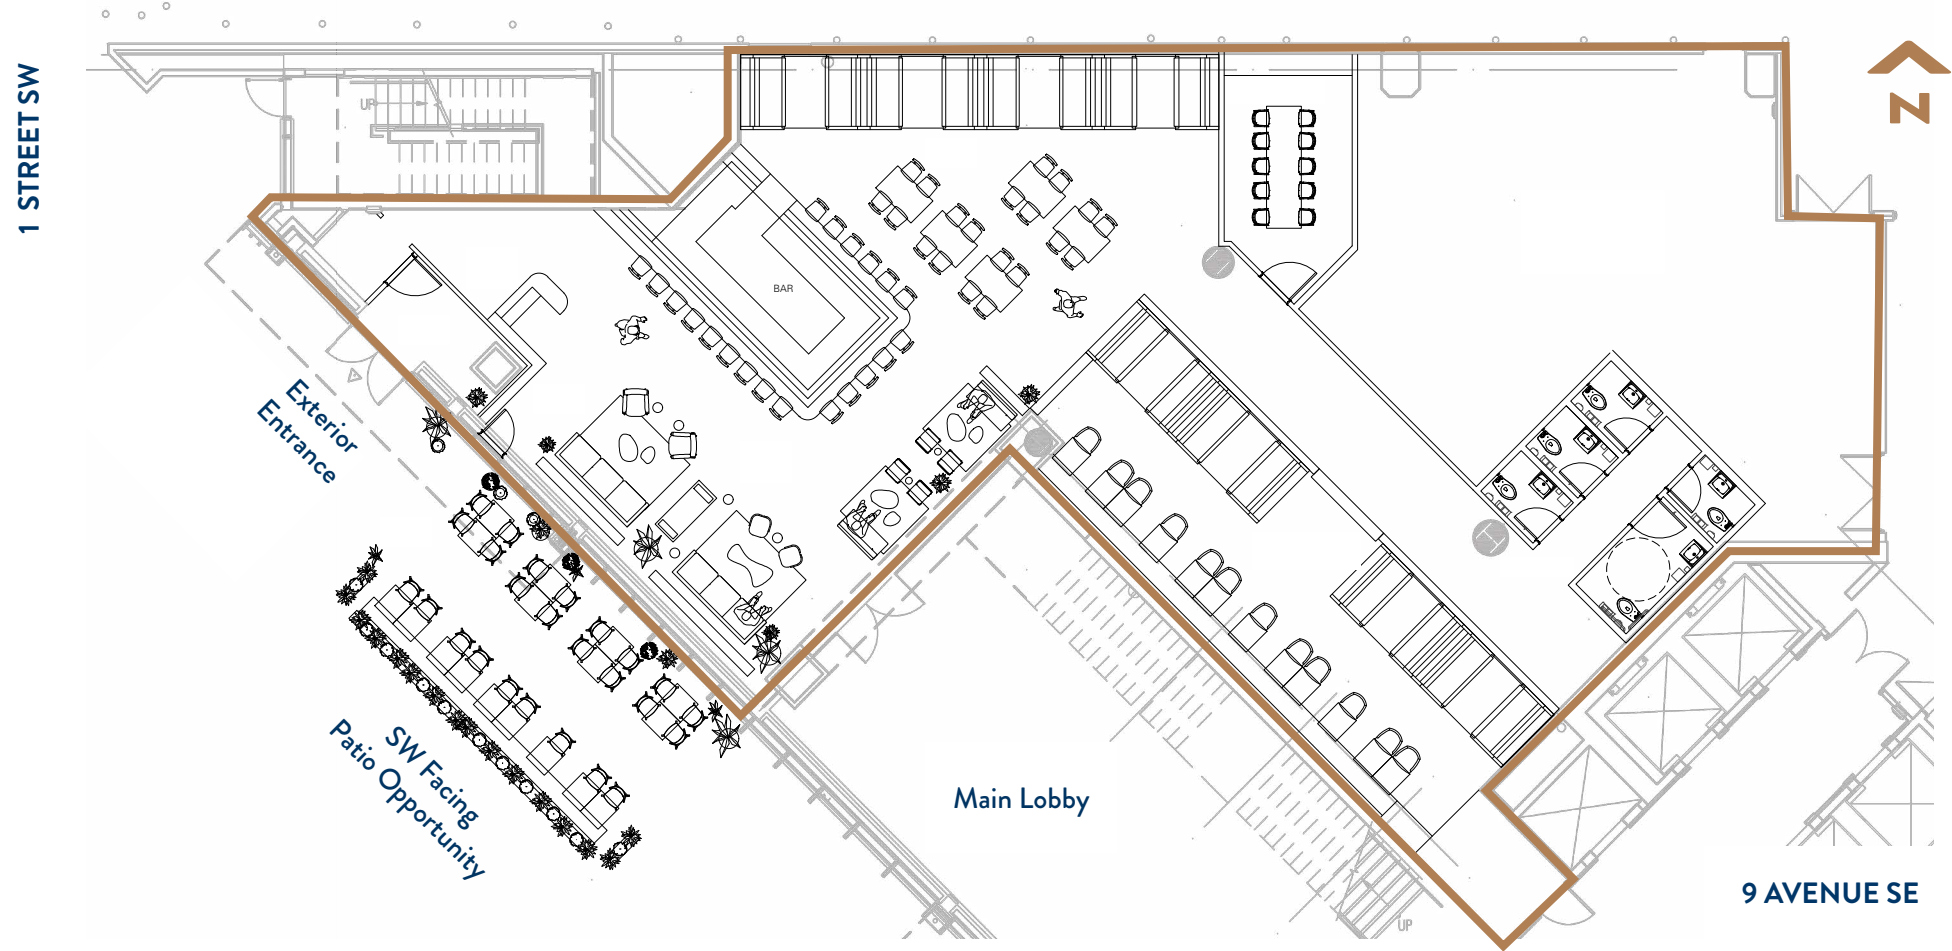 1 STREET SW
N
UP
BAR
Exterior
Entrance
SW Facing
Patio Opportunity
Main Lobby
9 AVENUE SE
UP